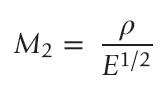 M₂ = ρ / E^{1/2}